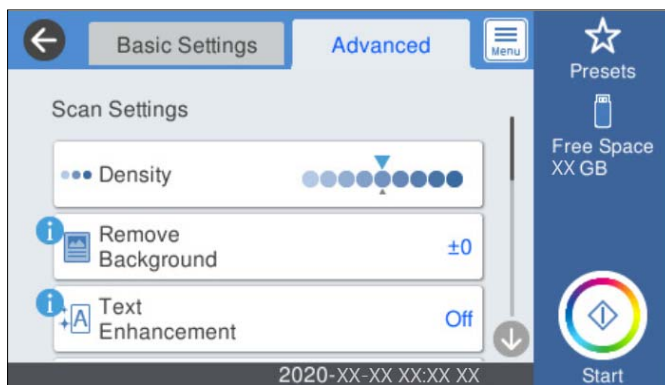 Basic Settings
Advanced
Menu
Presets
Free Space
XX GB
Scan Settings
Density
i
Remove
Background
±0
i
A
Text
Enhancement
Off
2020-XX-XX XX:XX XX
Start